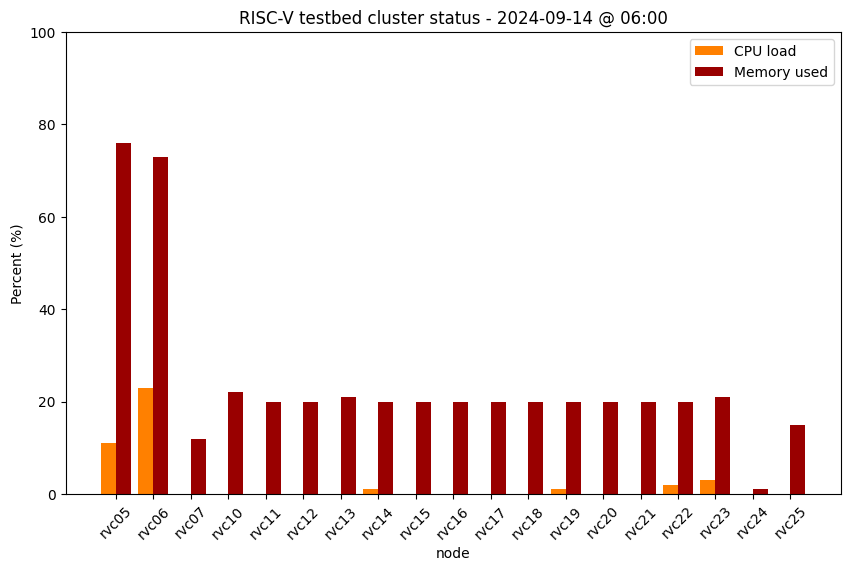 RISC-V testbed cluster status - 2024-09-14 @ 06:00
CPU load
Memory used
Percent (%)
100
80
60
40
20
0
rvc05 rvc06 rvc07 rvc10 rvc11 rvc12 rvc13 rvc14 rvc15 rvc16 rvc17 rvc18 rvc19 rvc20 rvc21 rvc22 rvc23 rvc24 rvc25
node